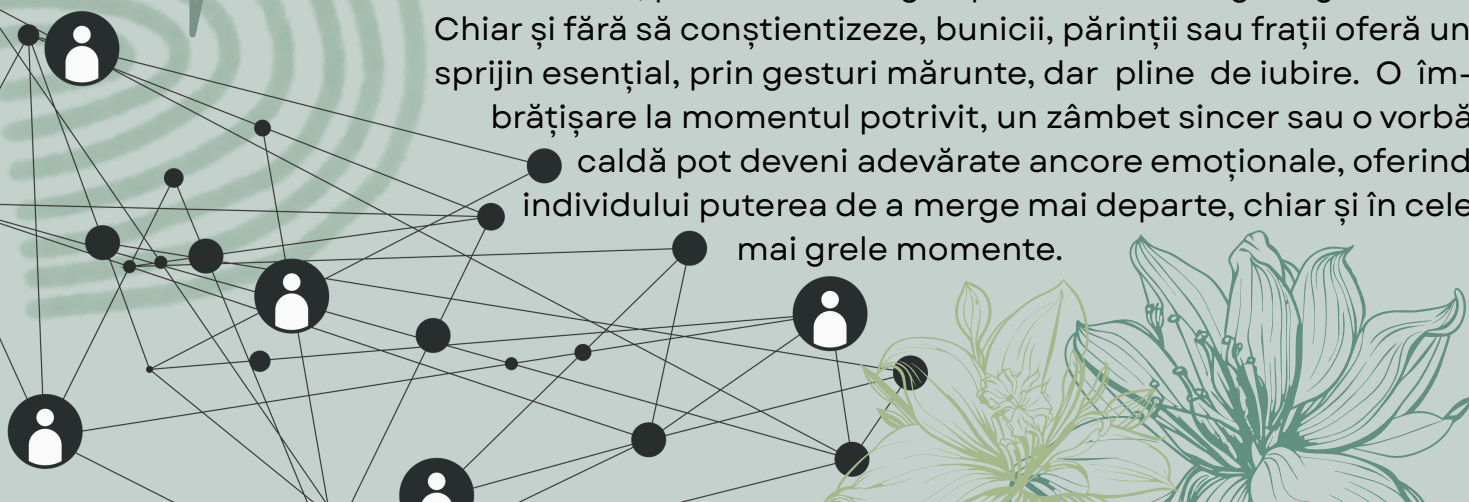 Chiar și fără să conștientizeze, bunicii, părinții sau frații oferă un
sprijin esențial, prin gesturi mărunte, dar pline de iubire. O îm-
brățișare la momentul potrivit, un zâmbet sincer sau o vorbă
caldă pot deveni adevărate ancore emoționale, oferind
individului puterea de a merge mai departe, chiar și în cele
mai grele momente.